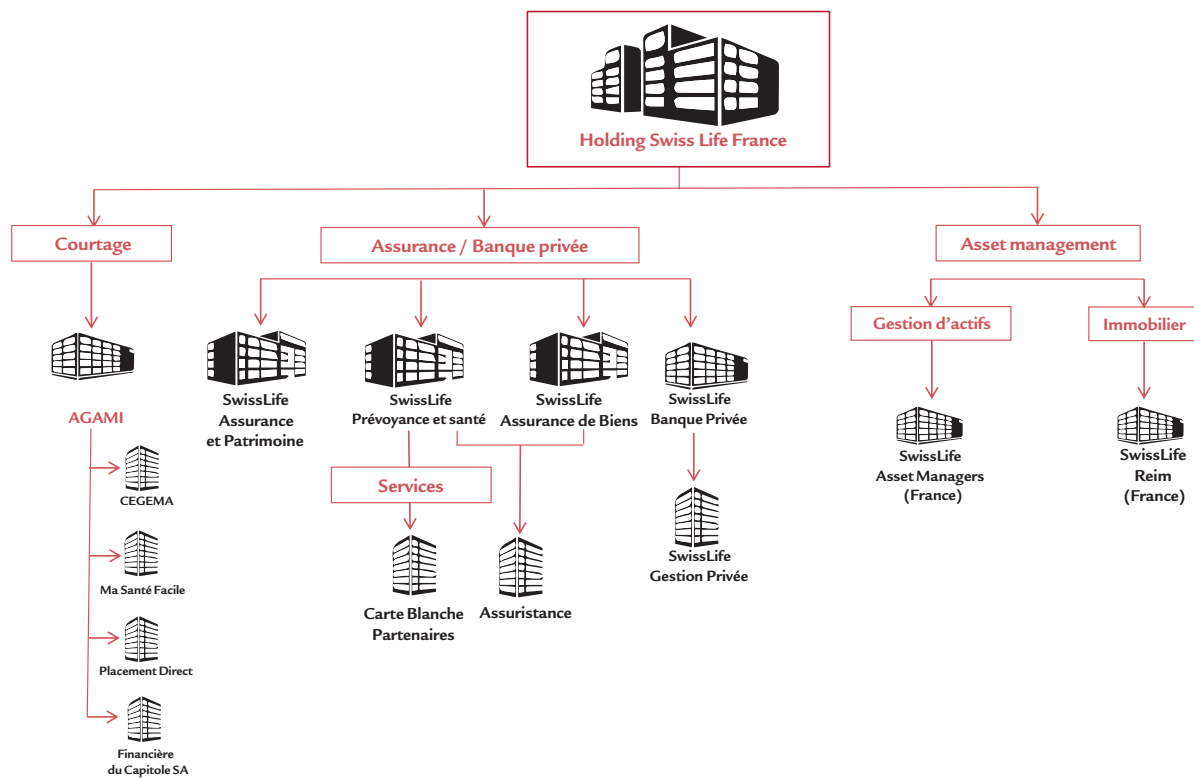 Holding Swiss Life France
Courtage
Assurance / Banque privée
Asset management
Gestion d'actifs
Immobilier
AGAMI
CEGEMA
Ma Santé Facile
Placement Direct
Financière
du Capitole SA
SwissLife
Assurance
et Patrimoine
SwissLife
Prévoyance et santé
SwissLife
Assurance de Biens
SwissLife
Banque Privée
Services
Carte Blanche
Partenaires
Assuristance
SwissLife
Gestion Privée
SwissLife
Asset Managers
(France)
SwissLife
Reim
(France)